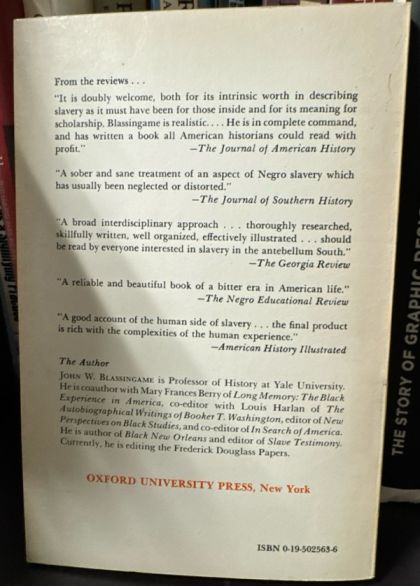 From the reviews . . .
"It is doubly welcome, both for its intrinsic worth in describing
slavery as it must have been for those inside and for its meaning for
scholarship. Blassingame is realistic. . . . He is in complete command,
and has written a book all American historians could read with
profit." —The Journal of American History
"A sober and sane treatment of an aspect of Negro slavery which
has usually been neglected or distorted."
—The Journal of Southern History
"A broad interdisciplinary approach . . . thoroughly researched,
skillfully written, well organized, effectively illustrated . . . should
be read by everyone interested in slavery in the antebellum South."
—The Georgia Review
"A reliable and beautiful book of a bitter era in American life."
—The Negro Educational Review
"A good account of the human side of slavery . . . the final product
is rich with the complexities of the human experience."
—American History Illustrated
The Author
JOHN W. BLASSINGAME is Professor of History at Yale University.
He is coauthor with Mary Frances Berry of Long Memory: The Black
Experience in America, co-editor with Louis Harlan of The
Autobiographical Writings of Booker T. Washington, editor of New
Perspectives on Black Studies, and co-editor of In Search of America.
He is author of Black New Orleans and editor of Slave Testimony.
Currently, he is editing the Frederick Douglass Papers.
OXFORD UNIVERSITY PRESS, New York
ISBN 0-19-502563-6
THE STORY OF GRAPHIC